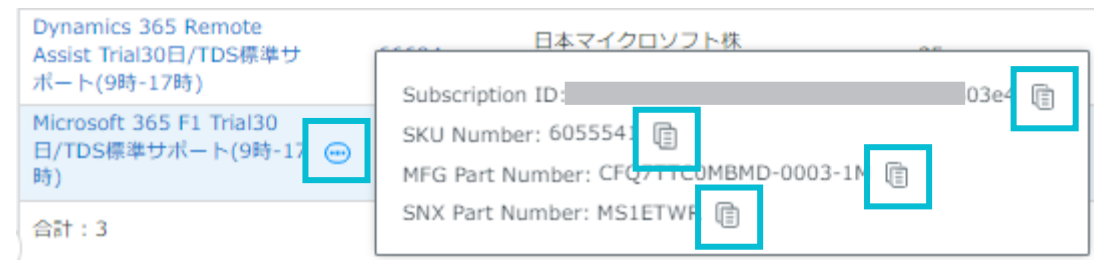 Dynamics 365 Remote
Assist Trial30日/TDS標準サ
ポート(9時-17時)
日本マイクロソフト株
Microsoft 365 F1 Trial30
日/TDS標準サポート(9時-17
時)
合計：3
Subscription ID: 03e4
SKU Number: 6055541
MFG Part Number: CFQ7TTC0MBMD-0003-1M
SNX Part Number: MS1ETWR